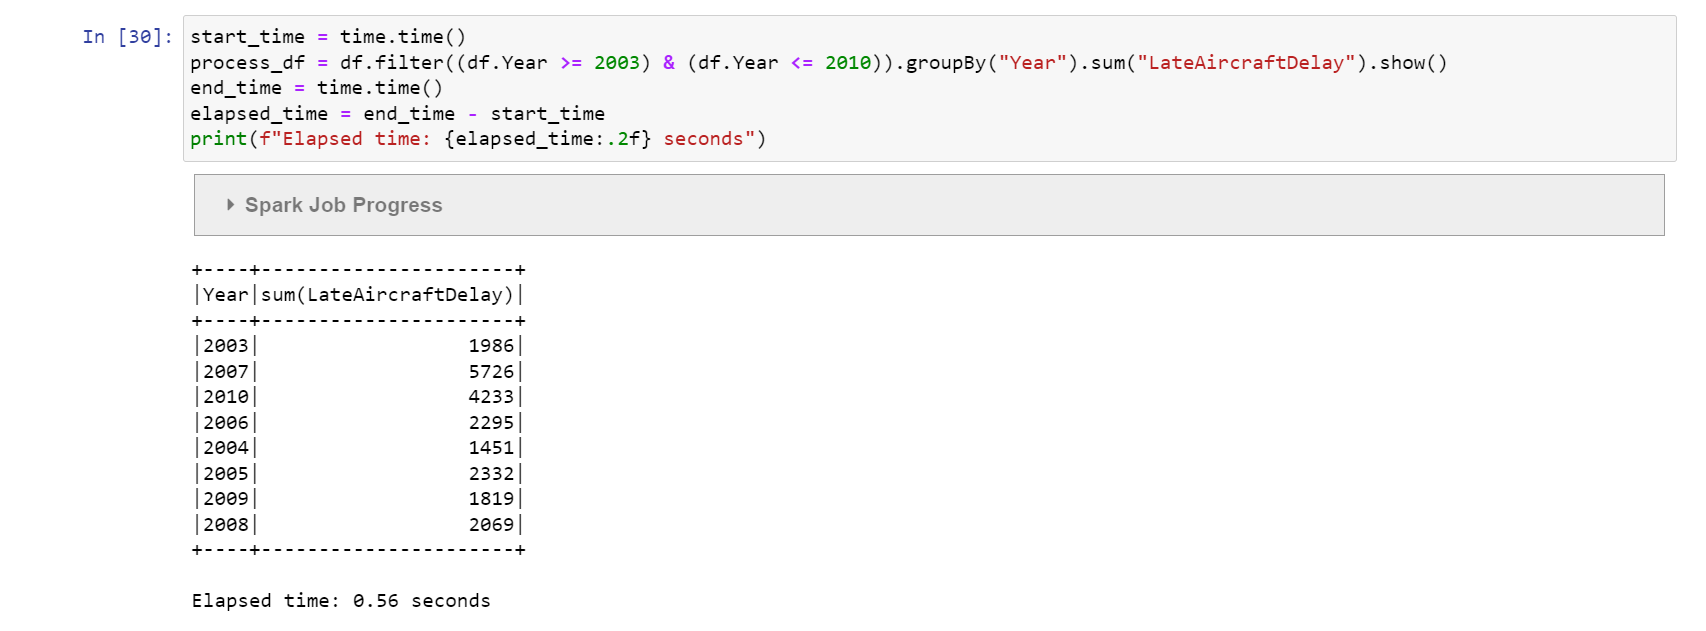 In [30]: start_time = time.time()
process_df = df.filter((df.Year >= 2003) & (df.Year <= 2010)).groupBy("Year").sum("LateAircraftDelay").show()
end_time = time.time()
elapsed_time = end_time - start_time
print(f"Elapsed time: {elapsed_time:.2f} seconds")
Spark Job Progress
+----+----------------------+
|Year|sum(LateAircraftDelay)|
+----+----------------------+
|2003|                  1986|
|2007|                  5726|
|2010|                  4233|
|2006|                  2295|
|2004|                  1451|
|2005|                  2332|
|2009|                  1819|
|2008|                  2069|
+----+----------------------+
Elapsed time: 0.56 seconds